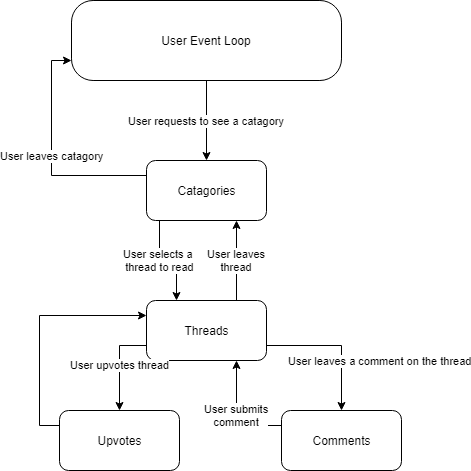 User Event Loop
User requests to see a catagory
User leaves catagory
Catagories
User selects a
thread to read
User leaves
thread
Threads
User upvotes thread
User leaves a comment on the thread
User submits
comment
Upvotes
Comments